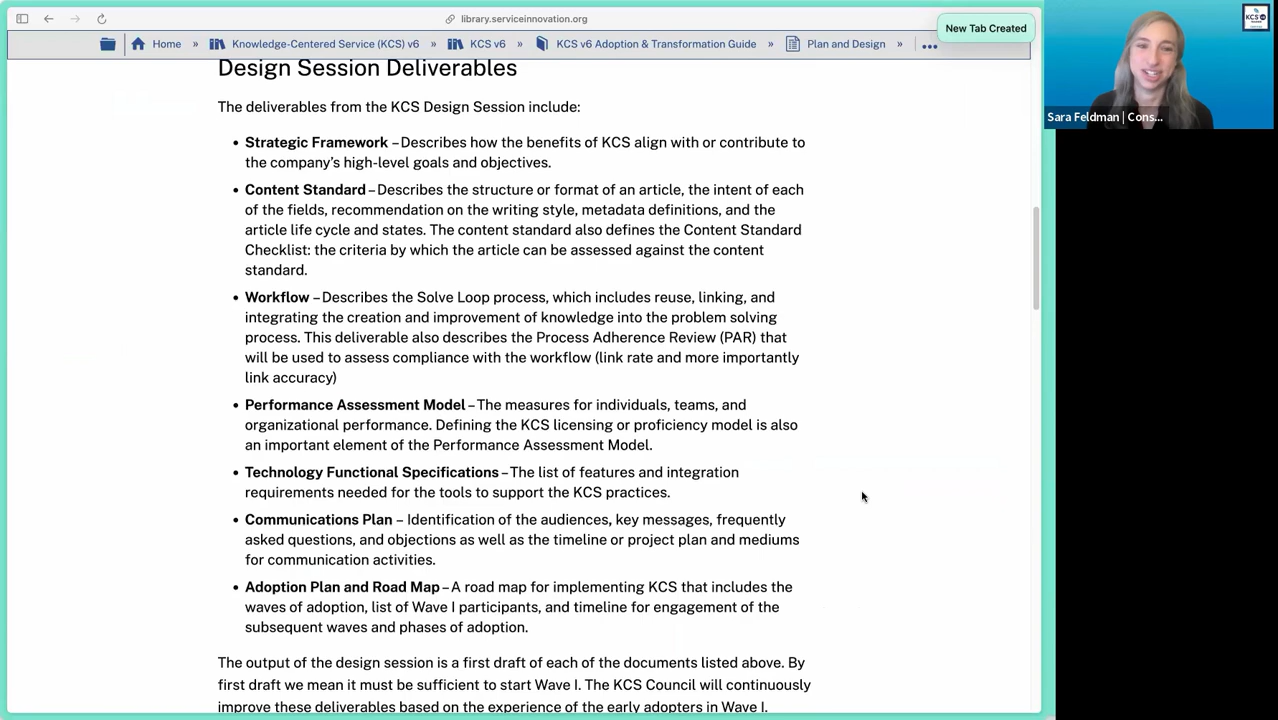 library.serviceinnovation.org
New Tab Created
Home » Knowledge-Centered Service (KCS) v6 » KCS v6 » KCS v6 Adoption & Transformation Guide » Plan and Design » •••
Design Session Deliverables
The deliverables from the KCS Design Session include:
• Strategic Framework – Describes how the benefits of KCS align with or contribute to
the company’s high-level goals and objectives.
• Content Standard – Describes the structure or format of an article, the intent of each
of the fields, recommendation on the writing style, metadata definitions, and the
article life cycle and states. The content standard also defines the Content Standard
Checklist: the criteria by which the article can be assessed against the content
standard.
• Workflow – Describes the Solve Loop process, which includes reuse, linking, and
integrating the creation and improvement of knowledge into the problem solving
process. This deliverable also describes the Process Adherence Review (PAR) that
will be used to assess compliance with the workflow (link rate and more importantly
link accuracy)
• Performance Assessment Model – The measures for individuals, teams, and
organizational performance. Defining the KCS licensing or proficiency model is also
an important element of the Performance Assessment Model.
• Technology Functional Specifications – The list of features and integration
requirements needed for the tools to support the KCS practices.
• Communications Plan – Identification of the audiences, key messages, frequently
asked questions, and objections as well as the timeline or project plan and mediums
for communication activities.
• Adoption Plan and Road Map – A road map for implementing KCS that includes the
waves of adoption, list of Wave I participants, and timeline for engagement of the
subsequent waves and phases of adoption.
The output of the design session is a first draft of each of the documents listed above. By
first draft we mean it must be sufficient to start Wave I. The KCS Council will continuously
improve these deliverables based on the experience of the early adopters in Wave I.
KCS
Sara Feldman | Cons...